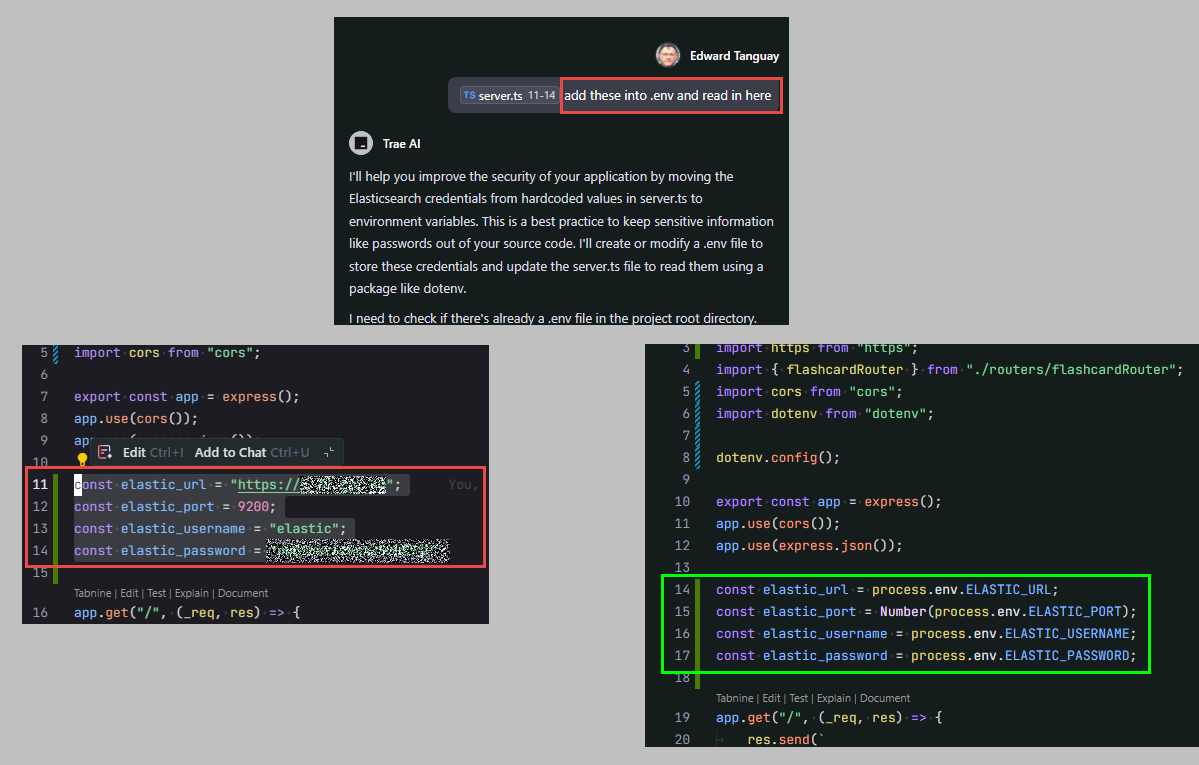 Edward Tanguay
TS server.ts 11-14 add these into .env and read in here
Trae AI
I'll help you improve the security of your application by moving the
Elasticsearch credentials from hardcoded values in server.ts to
environment variables. This is a best practice to keep sensitive information
like passwords out of your source code. I'll create or modify a .env file to
store these credentials and update the server.ts file to read them using a
package like dotenv.
I need to check if there's already a .env file in the project root directory.
5 import cors from "cors";
6
7 export const app = express();
8 app.use(cors());
9
Edit Ctrl+I Add to Chat Ctrl+U
10
11 const elastic_url = "https:// "; You,
12 const elastic_port = 9200;
13 const elastic_username = "elastic";
14 const elastic_password =
15
Tabnine | Edit | Test | Explain | Document
16 app.get("/", (_req, res) => {
3 import https from "https";
4 import { flashcardRouter } from "./routers/flashcardRouter";
5 import cors from "cors";
6 import dotenv from "dotenv";
7
8 dotenv.config();
9
10 export const app = express();
11 app.use(cors());
12 app.use(express.json());
13
14 const elastic_url = process.env.ELASTIC_URL;
15 const elastic_port = Number(process.env.ELASTIC_PORT);
16 const elastic_username = process.env.ELASTIC_USERNAME;
17 const elastic_password = process.env.ELASTIC_PASSWORD;
18
Tabnine | Edit | Test | Explain | Document
19 app.get("/", (_req, res) => {
20 res.send(`